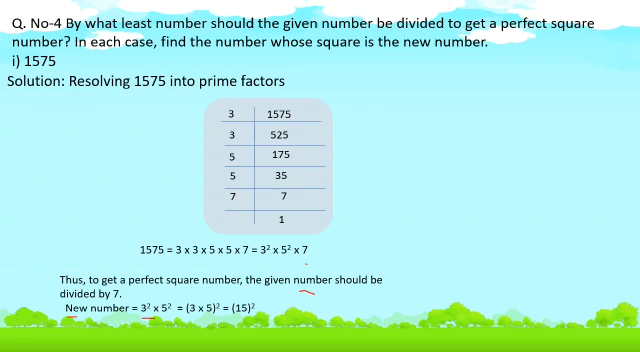 Q. No-4 By what least number should the given number be divided to get a perfect square
number? In each case, find the number whose square is the new number.
i) 1575
Solution: Resolving 1575 into prime factors
3 1575
3 525
5 175
5 35
7 7
1
1575 = 3 x 3 x 5 x 5 x 7 = 3² x 5² x 7
Thus, to get a perfect square number, the given number should be
divided by 7.
New number = 3² x 5² = (3 x 5)² = (15)²